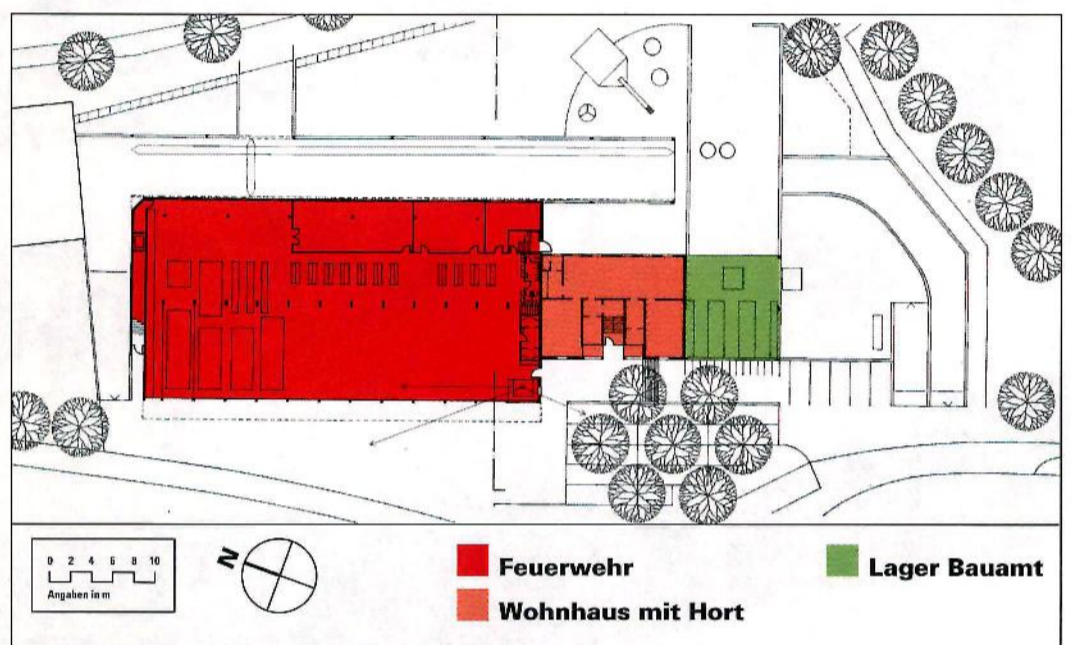 0 2 4 6 8 10
Angaben in m
N
Feuerwehr
Wohnhaus mit Hort
Lager Bauamt